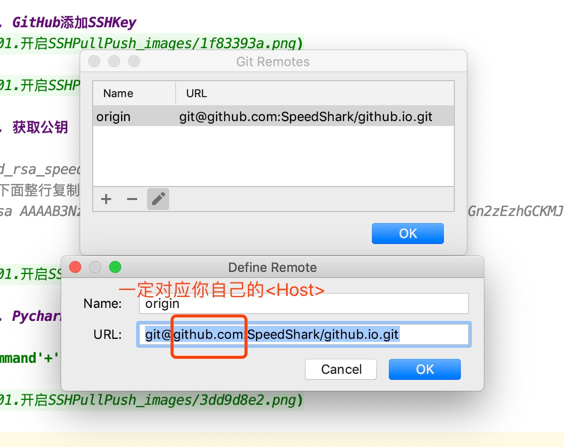 . GitHub添加SSHKey
01.开启SSHPullPush_images/1f83393a.png)
Git Remotes
01.开启SSHP
Name URL
origin git@github.com:SpeedShark/github.io.git
. 获取公钥
d_rsa_speed
下面整行复制
sa AAAAB3Nz
Gn2zEzhGCKMJ
OK
01.开启SS
Define Remote
一定对应你自己的<Host>
Name: origin
. Pychar
URL: git@github.com:SpeedShark/github.io.git
mmand'+'
Cancel OK
01.开启SSHPullPush_images/3dd9d8e2.png)